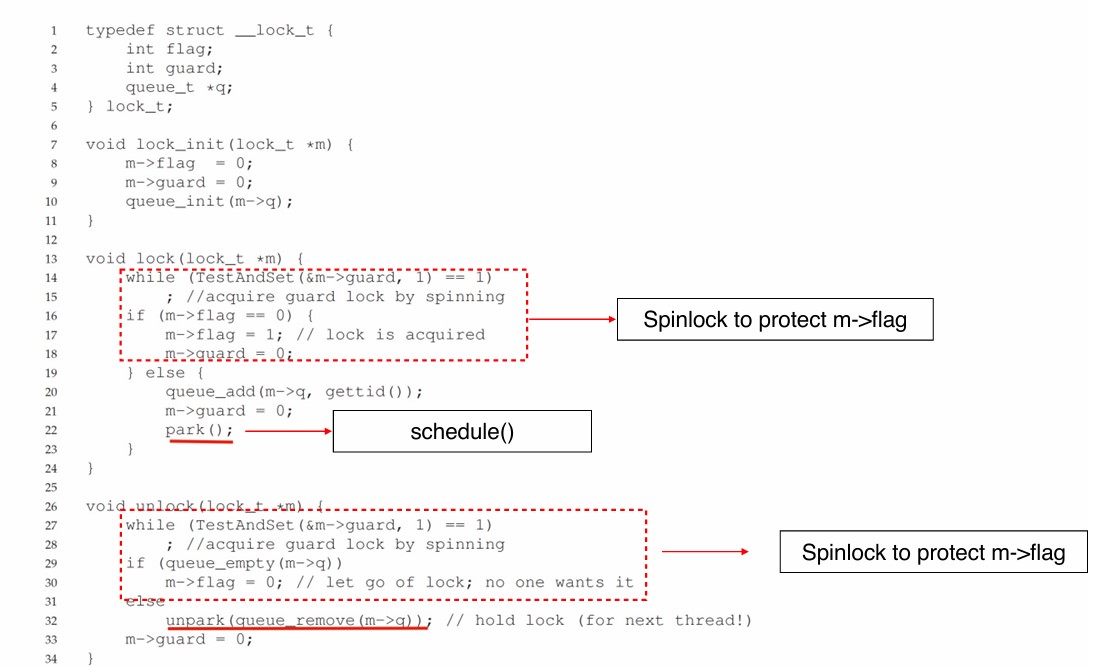 1 typedef struct __lock_t {
2 int flag;
3 int guard;
4 queue_t *q;
5 } lock_t;
6
7 void lock_init(lock_t *m) {
8 m->flag  = 0;
9 m->guard = 0;
10 queue_init(m->q);
11 }
12
13 void lock(lock_t *m) {
14 while (TestAndSet(&m->guard, 1) == 1)
15 ; //acquire guard lock by spinning
16 if (m->flag == 0) {
17 m->flag = 1; // lock is acquired
18 m->guard = 0;
Spinlock to protect m->flag
19 } else {
20 queue_add(m->q, gettid());
21 m->guard = 0;
22 park();
schedule()
23 }
24 }
25
26 void unlock(lock_t *m) {
27 while (TestAndSet(&m->guard, 1) == 1)
28 ; //acquire guard lock by spinning
29 if (queue_empty(m->q))
30 m->flag = 0; // let go of lock; no one wants it
Spinlock to protect m->flag
31 else
32 unpark(queue_remove(m->q)); // hold lock (for next thread!)
33 m->guard = 0;
34 }